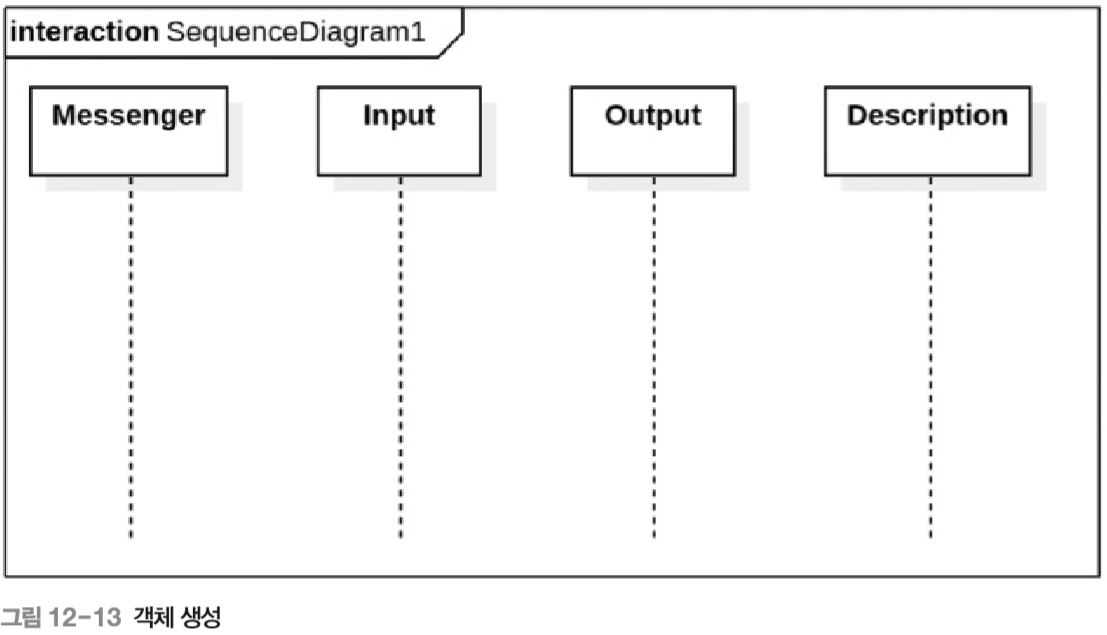 interaction SequenceDiagram1
Messenger Input Output Description
그림 12-13 객체 생성